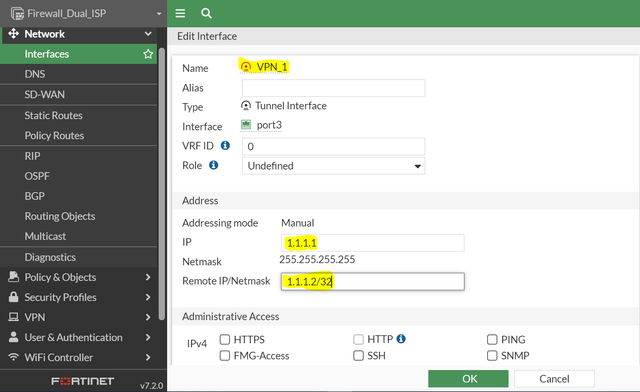 Firewall_Dual_ISP
Network
Interfaces
DNS
SD-WAN
Static Routes
Policy Routes
RIP
OSPF
BGP
Routing Objects
Multicast
Diagnostics
Policy & Objects
Security Profiles
VPN
User & Authentication
WiFi Controller
FORTINET v7.2.0
Edit Interface
Name VPN_1
Alias
Type Tunnel Interface
Interface port3
VRF ID 0
Role Undefined
Address
Addressing mode Manual
IP 1.1.1.1
Netmask 255.255.255.255
Remote IP/Netmask 1.1.1.2/32
Administrative Access
IPv4 HTTPS HTTP PING
FMG-Access SSH SNMP
OK Cancel